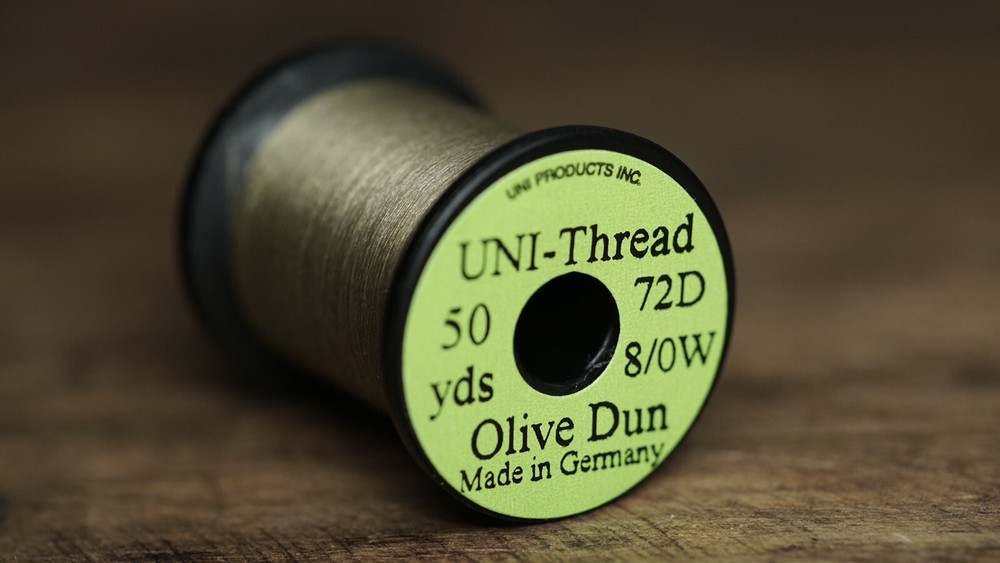 UNI PRODUCTS INC.
UNI-Thread
50
yds
72D
8/0W
Olive Dun
Made in Germany